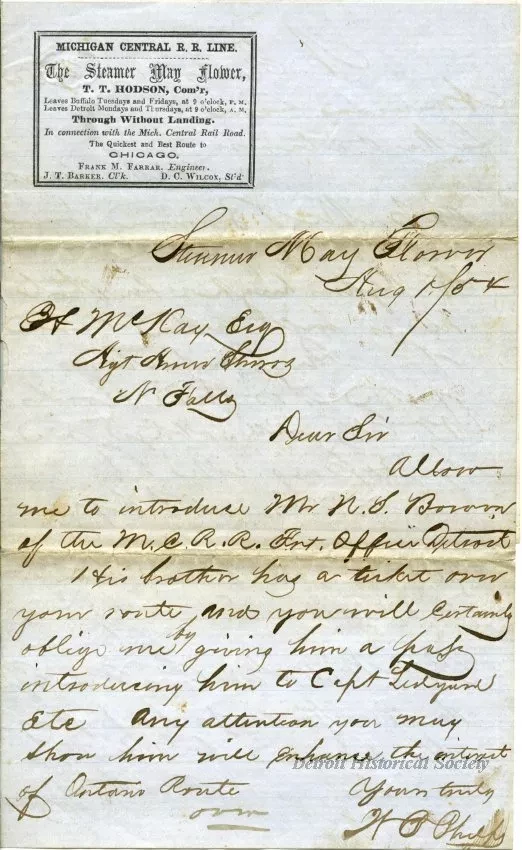 MICHIGAN CENTRAL R. R. LINE.
The Steamer May Flower,
T. T. HODSON, Com'r,
Leaves Buffalo Tuesdays and Fridays, at 9 o'clock, P. M.
Leaves Detroit Mondays and Thursdays, at 9 o'clock, A. M.
Through Without Landing.
In connection with the Mich. Central Rail Road.
The Quickest and Best Route to
CHICAGO.
FRANK M. FARRAR, Engineer.
J. T. BARKER, Cl'k. D. C. WILCOX, St'd
Steamer May Flower
Aug 1/54
McKay Esq
Agt
N Falls
Dear Sir
Allow
me to introduce Mr N. S.
of the M. C. R. R. Frt. Office Detroit
His brother has a ticket over
your route and you will certainly
oblige me by giving him a pass
introducing him to Capt Ledyard
Etc any attention you may
show him will enhance the interest
of Ontario Route
Yours truly
over
Detroit Historical Society